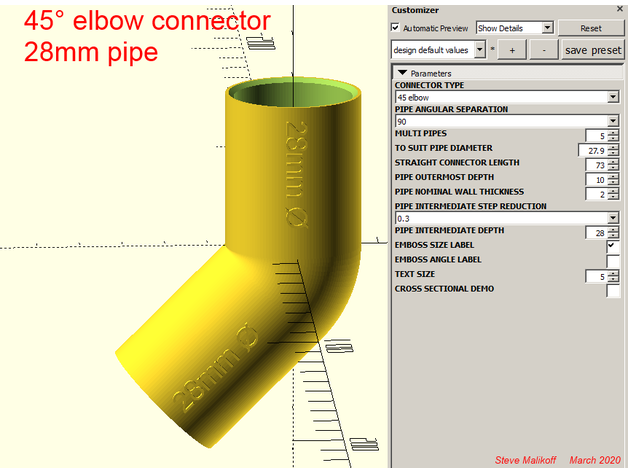 45° elbow connector
28mm pipe
28mm Ø
28mm Ø
Customizer
Automatic Preview
Show Details
Reset
design default values
*
+
-
save preset
Parameters
CONNECTOR TYPE
45 elbow
PIPE ANGULAR SEPARATION
90
MULTI PIPES 5
TO SUIT PIPE DIAMETER 27.9
STRAIGHT CONNECTOR LENGTH 73
PIPE OUTERMOST DEPTH 10
PIPE NOMINAL WALL THICKNESS 2
PIPE INTERMEDIATE STEP REDUCTION
0.3
PIPE INTERMEDIATE DEPTH 28
EMBOSS SIZE LABEL
EMBOSS ANGLE LABEL
TEXT SIZE 5
CROSS SECTIONAL DEMO
Steve Malikoff March 2020